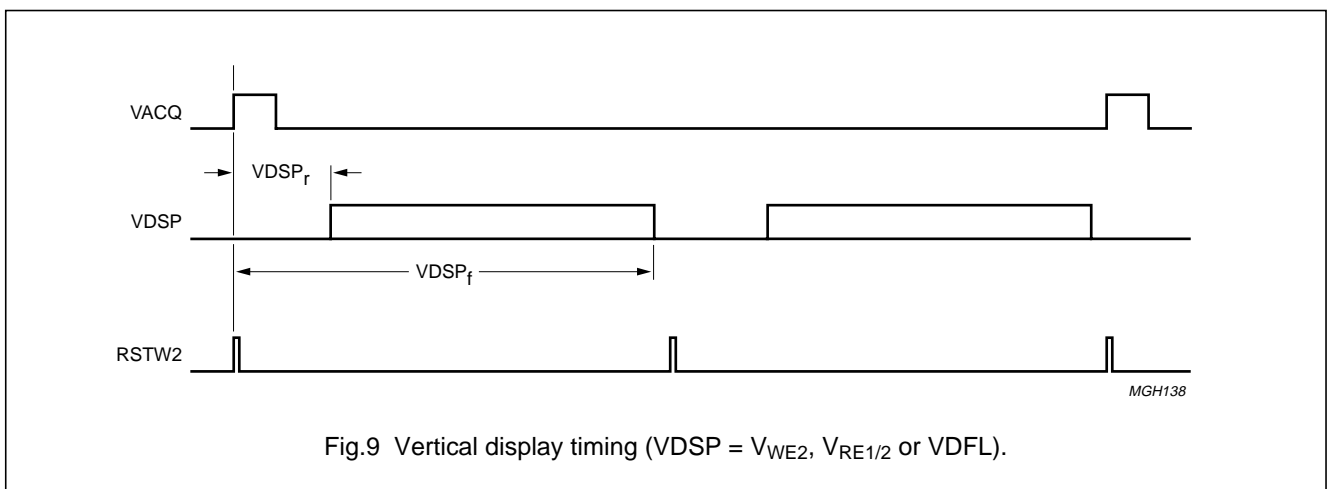 VACQ
VDSPr
VDSP
VDSPf
RSTW2
MGH138
Fig.9 Vertical display timing (VDSP = VWE2, VRE1/2 or VDFL).